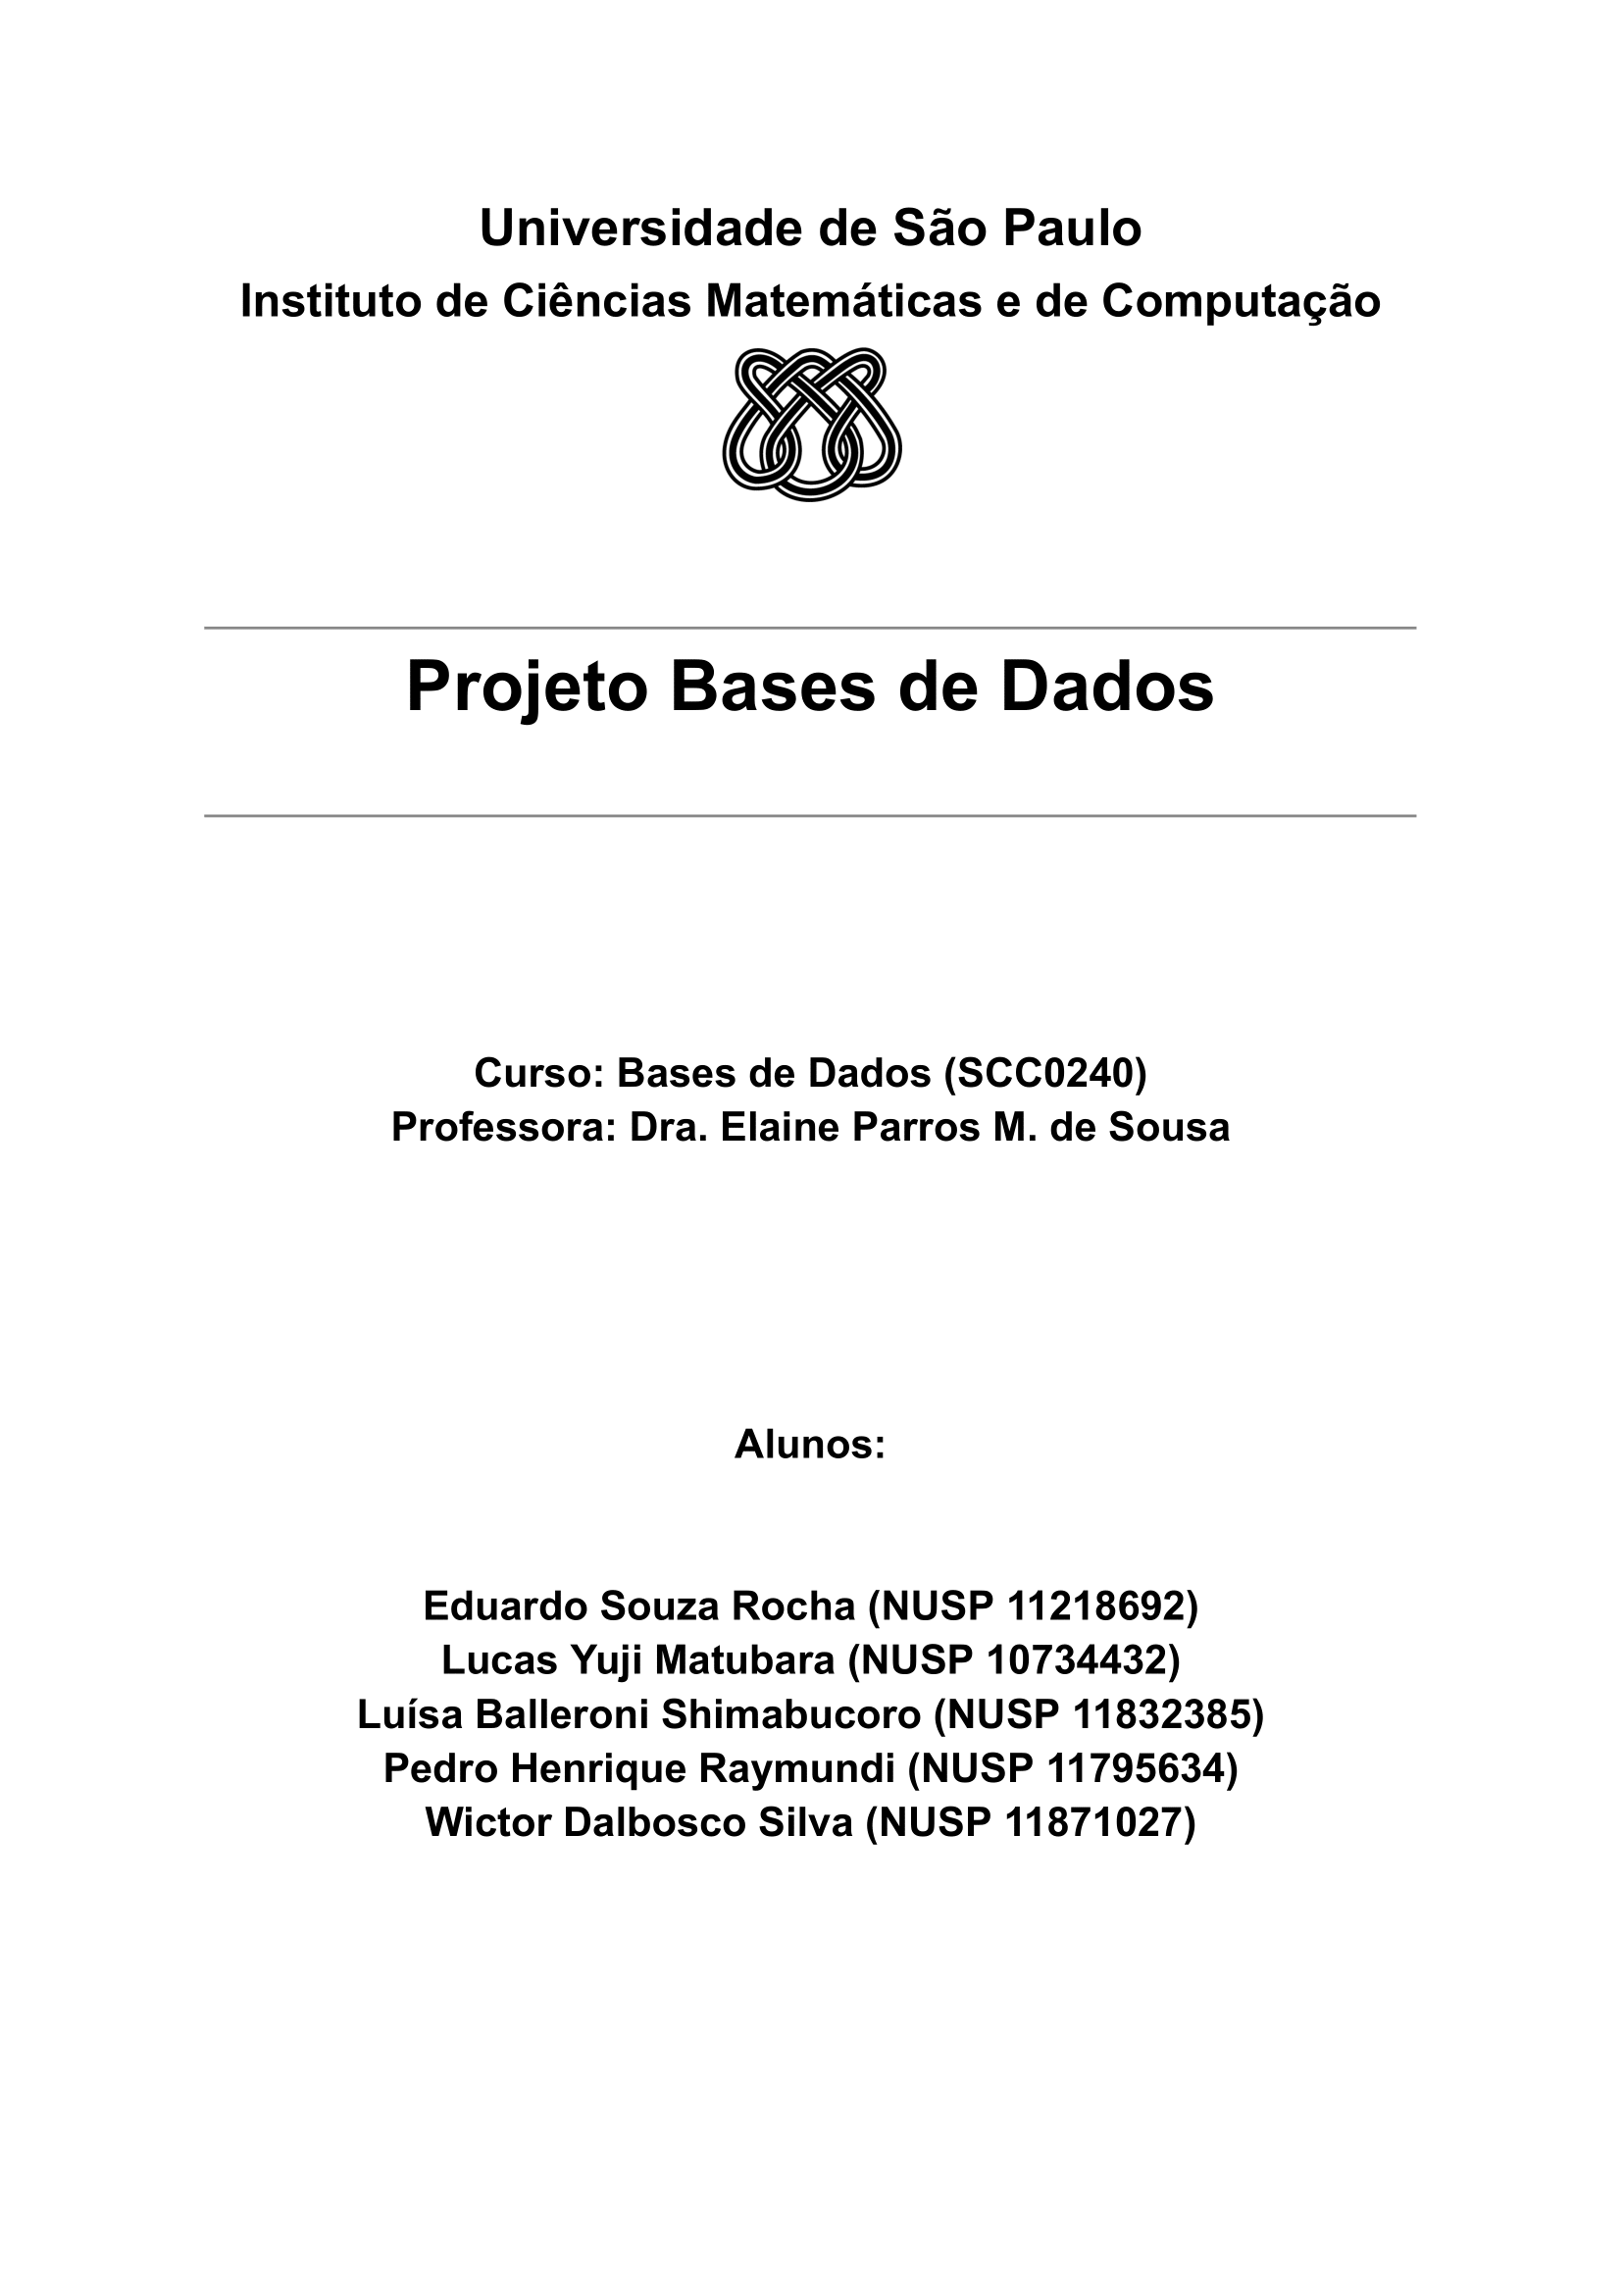 Universidade de São Paulo
Instituto de Ciências Matemáticas e de Computação
Projeto Bases de Dados
Curso: Bases de Dados (SCC0240)
Professora: Dra. Elaine Parros M. de Sousa
Alunos:
Eduardo Souza Rocha (NUSP 11218692)
Lucas Yuji Matubara (NUSP 10734432)
Luísa Balleroni Shimabucoro (NUSP 11832385)
Pedro Henrique Raymundi (NUSP 11795634)
Wictor Dalbosco Silva (NUSP 11871027)